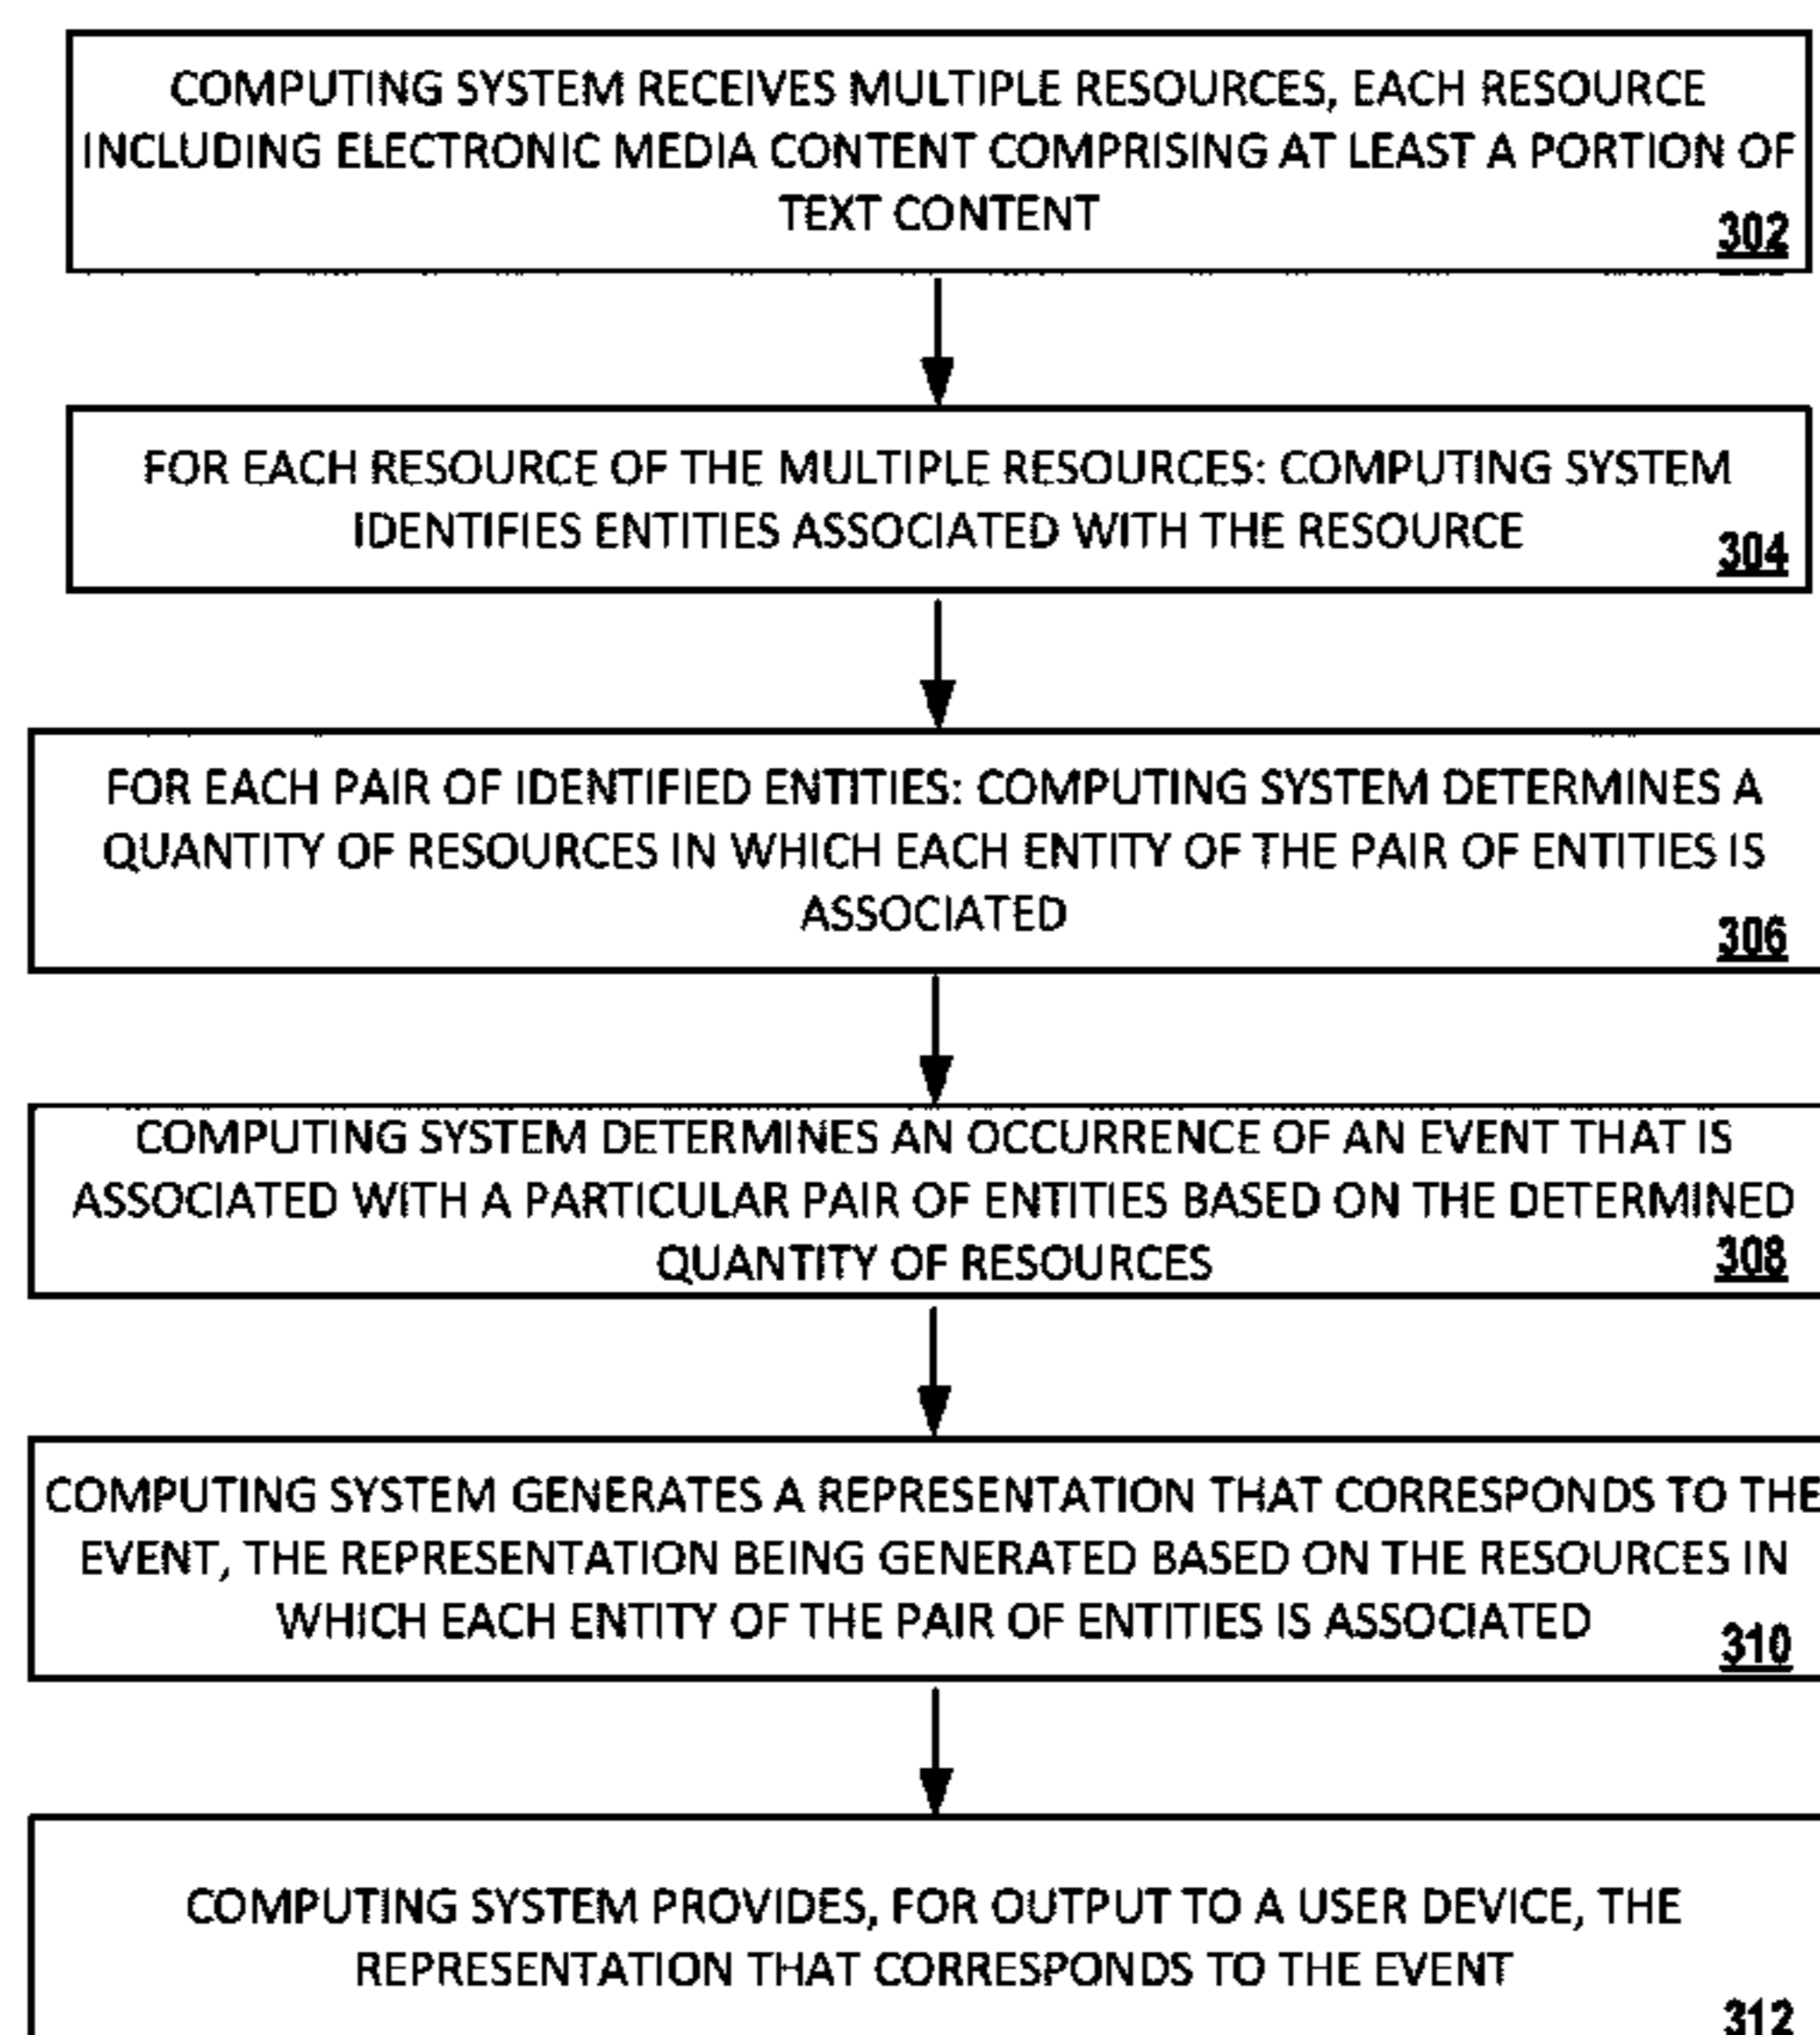 COMPUTING SYSTEM RECEIVES MULTIPLE RESOURCES, EACH RESOURCE
INCLUDING ELECTRONIC MEDIA CONTENT COMPRISING AT LEAST A PORTION OF
TEXT CONTENT
302
FOR EACH RESOURCE OF THE MULTIPLE RESOURCES: COMPUTING SYSTEM
IDENTIFIES ENTITIES ASSOCIATED WITH THE RESOURCE
304
FOR EACH PAIR OF IDENTIFIED ENTITIES: COMPUTING SYSTEM DETERMINES A
QUANTITY OF RESOURCES IN WHICH EACH ENTITY OF THE PAIR OF ENTITIES IS
ASSOCIATED
306
COMPUTING SYSTEM DETERMINES AN OCCURRENCE OF AN EVENT THAT IS
ASSOCIATED WITH A PARTICULAR PAIR OF ENTITIES BASED ON THE DETERMINED
QUANTITY OF RESOURCES
308
COMPUTING SYSTEM GENERATES A REPRESENTATION THAT CORRESPONDS TO THE
EVENT, THE REPRESENTATION BEING GENERATED BASED ON THE RESOURCES IN
WHICH EACH ENTITY OF THE PAIR OF ENTITIES IS ASSOCIATED
310
COMPUTING SYSTEM PROVIDES, FOR OUTPUT TO A USER DEVICE, THE
REPRESENTATION THAT CORRESPONDS TO THE EVENT
312